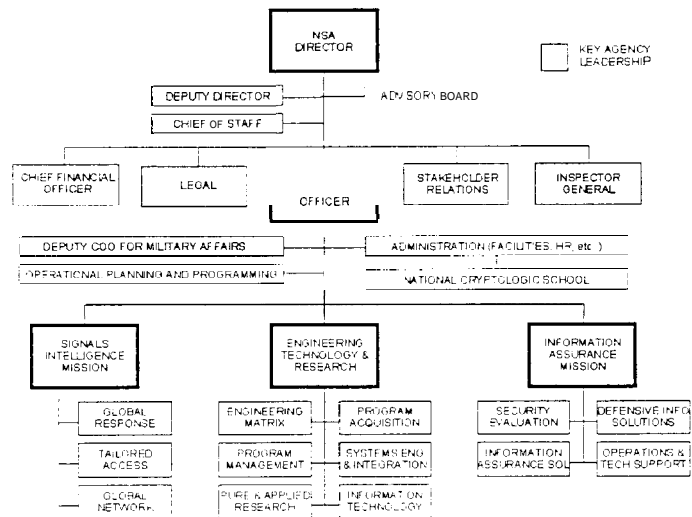 NSA
DIRECTOR
KEY AGENCY
LEADERSHIP
DEPUTY DIRECTOR
ADVISORY BOARD
CHIEF OF STAFF
CHIEF FINANCIAL
OFFICER
LEGAL
STAKEHOLDER
RELATIONS
INSPECTOR
GENERAL
OFFICER
DEPUTY COO FOR MILITARY AFFAIRS
ADMINISTRATION (FACILITIES, HR, etc.)
OPERATIONAL PLANNING AND PROGRAMMING
NATIONAL CRYPTOLOGIC SCHOOL
SIGNALS
INTELLIGENCE
MISSION
ENGINEERING
TECHNOLOGY &
RESEARCH
INFORMATION
ASSURANCE
MISSION
GLOBAL
RESPONSE
ENGINEERING
MATRIX
PROGRAM
ACQUISITION
SECURITY
EVALUATION
DEFENSIVE INFO
SOLUTIONS
TAILORED
ACCESS
PROGRAM
MANAGEMENT
SYSTEMS ENG
& INTEGRATION
INFORMATION
ASSURANCE SOL
OPERATIONS &
TECH SUPPORT
GLOBAL
NETWORK
PURE & APPLIED
RESEARCH
INFORMATION
TECHNOLOGY